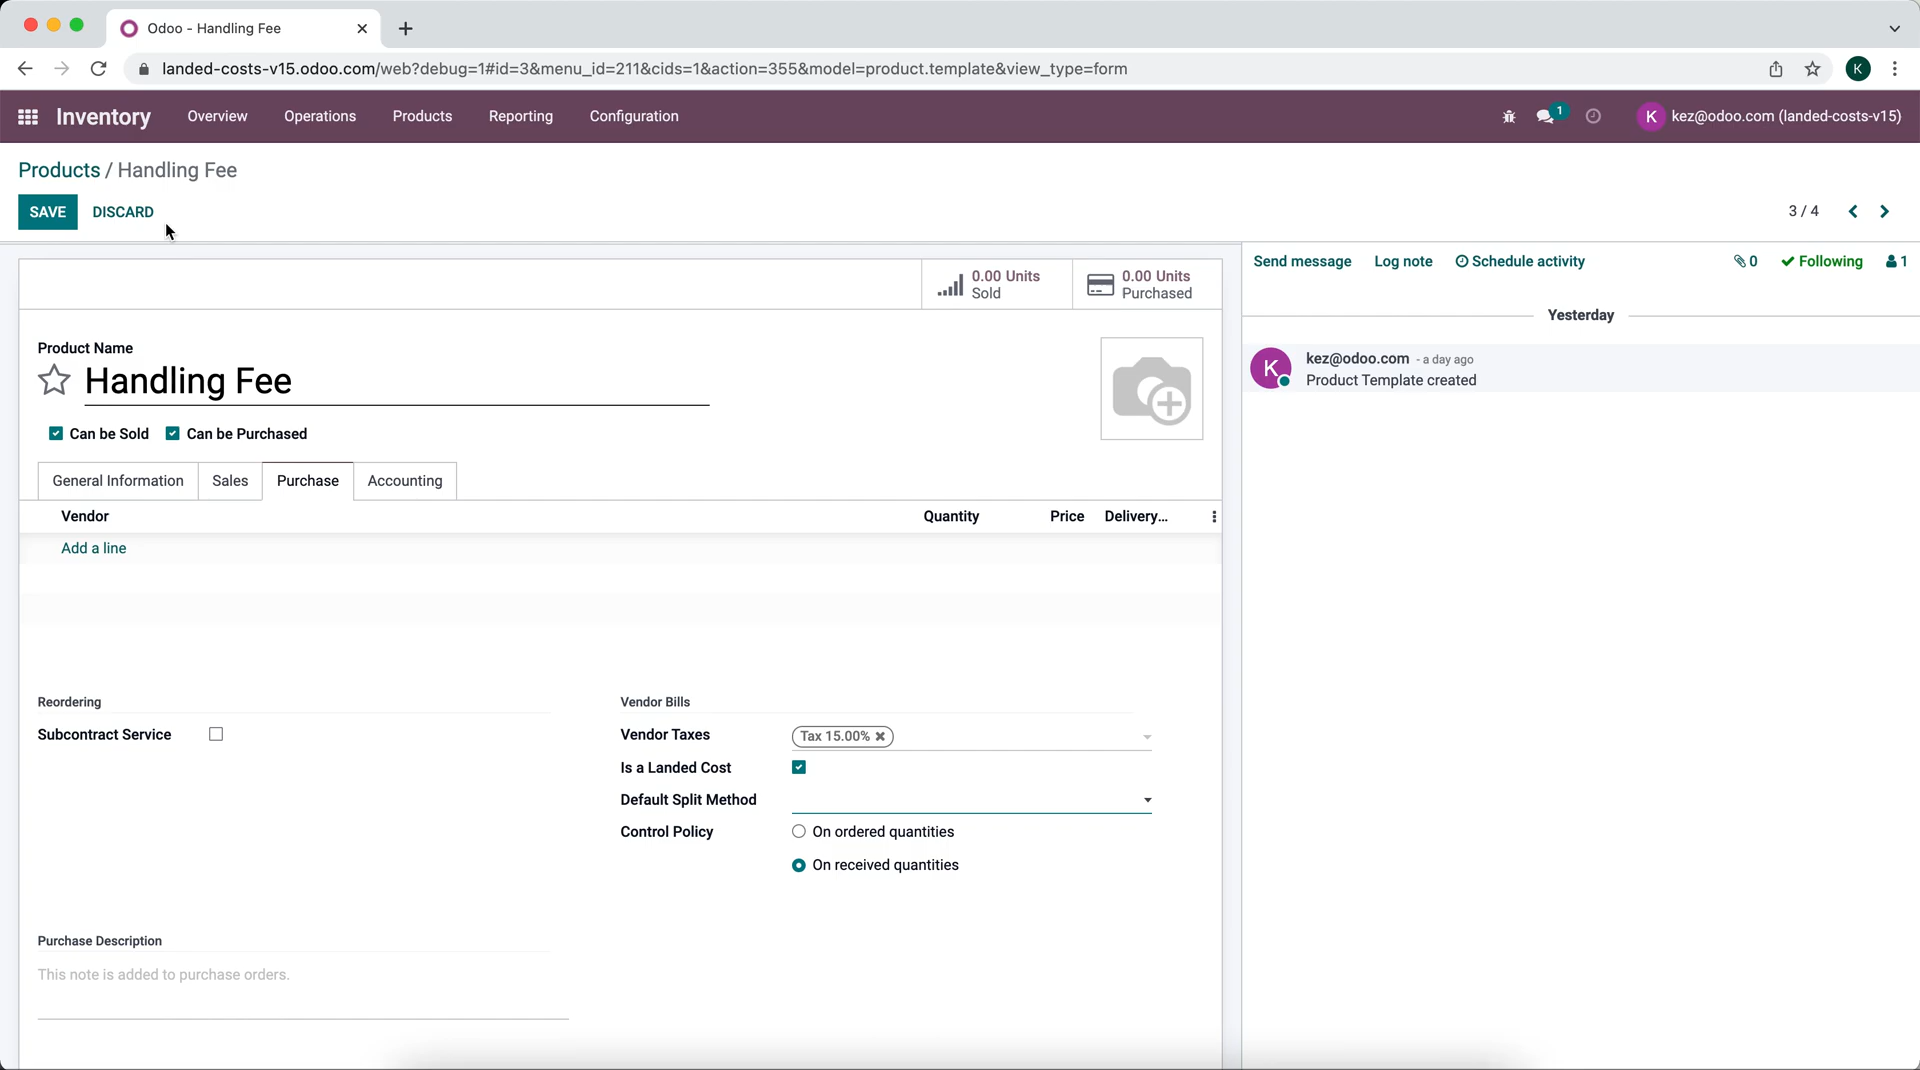 Odoo - Handling Fee
landed-costs-v15.odoo.com/web?debug=1#id=3&menu_id=211&cids=1&action=355&model=product.template&view_type=form
K
Inventory
Overview
Operations
Products
Reporting
Configuration
1
K
kez@odoo.com (landed-costs-v15)
Products / Handling Fee
SAVE
DISCARD
3 / 4
0.00 Units
Sold
0.00 Units
Purchased
Send message
Log note
Schedule activity
0
Following
1
Yesterday
K
kez@odoo.com - a day ago
Product Template created
Product Name
Handling Fee
Can be Sold
Can be Purchased
General Information
Sales
Purchase
Accounting
Vendor
Quantity
Price
Delivery...
Add a line
Reordering
Subcontract Service
Vendor Bills
Vendor Taxes
Tax 15.00%
Is a Landed Cost
Default Split Method
Control Policy
On ordered quantities
On received quantities
Purchase Description
This note is added to purchase orders.